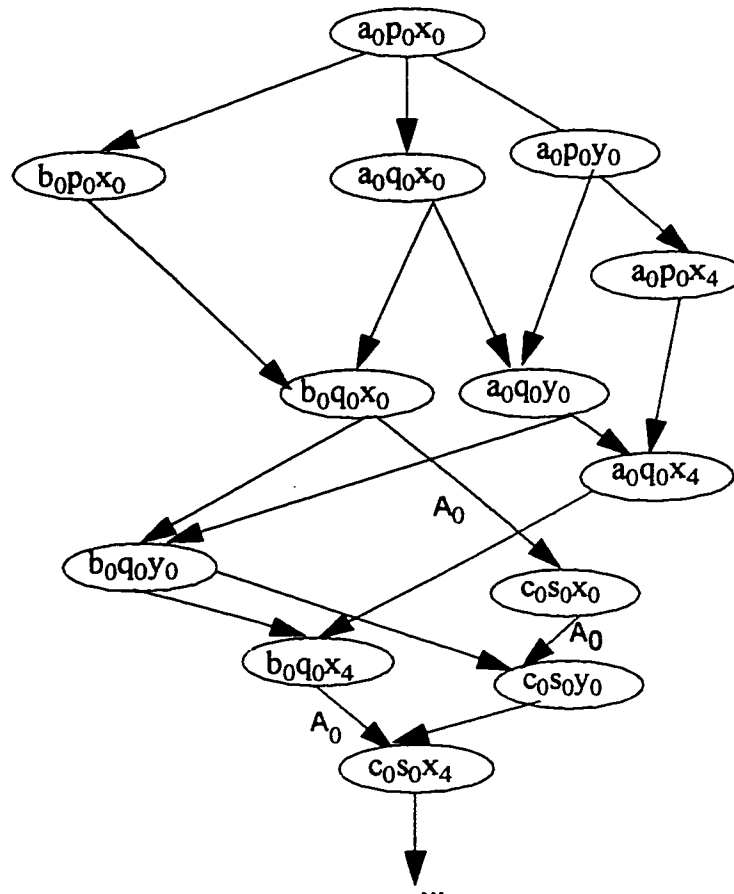 a₀p₀x₀
b₀p₀x₀
a₀q₀x₀
a₀p₀y₀
a₀p₀x₄
b₀q₀x₀
a₀q₀y₀
a₀q₀x₄
A₀
b₀q₀y₀
c₀s₀x₀
A₀
b₀q₀x₄
c₀s₀y₀
A₀
c₀s₀x₄
...